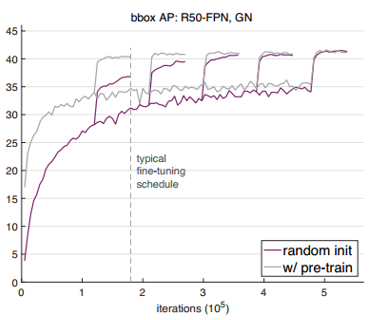 bbox AP: R50-FPN, GN
45
40
35
30
25
20
15
10
5
0
typical
fine-tuning
schedule
random init
w/ pre-train
0 1 2 3 4 5
iterations (10⁵)